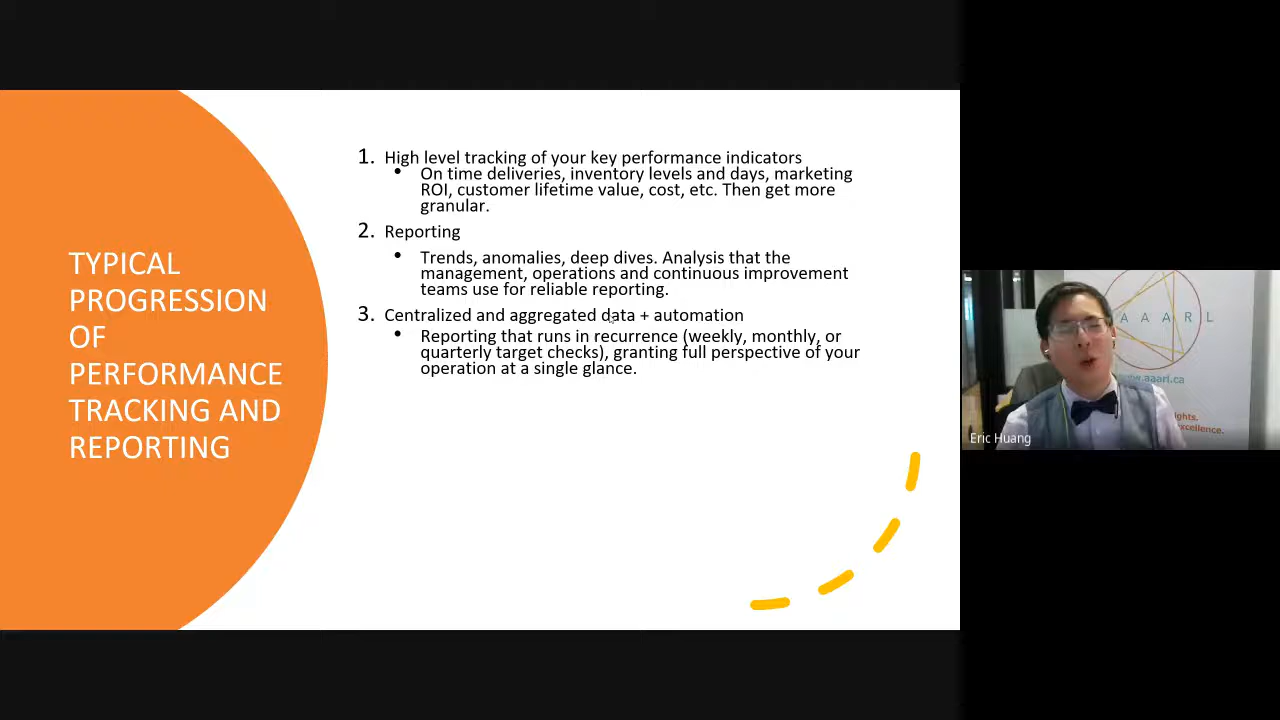 TYPICAL
PROGRESSION
OF
PERFORMANCE
TRACKING AND
REPORTING
1. High level tracking of your key performance indicators
• On time deliveries, inventory levels and days, marketing
ROI, customer lifetime value, cost, etc. Then get more
granular.
2. Reporting
• Trends, anomalies, deep dives. Analysis that the
management, operations and continuous improvement
teams use for reliable reporting.
3. Centralized and aggregated data + automation
• Reporting that runs in recurrence (weekly, monthly, or
quarterly target checks), granting full perspective of your
operation at a single glance.
A A A R L
www.aaarl.ca
excellence.
Eric Huang